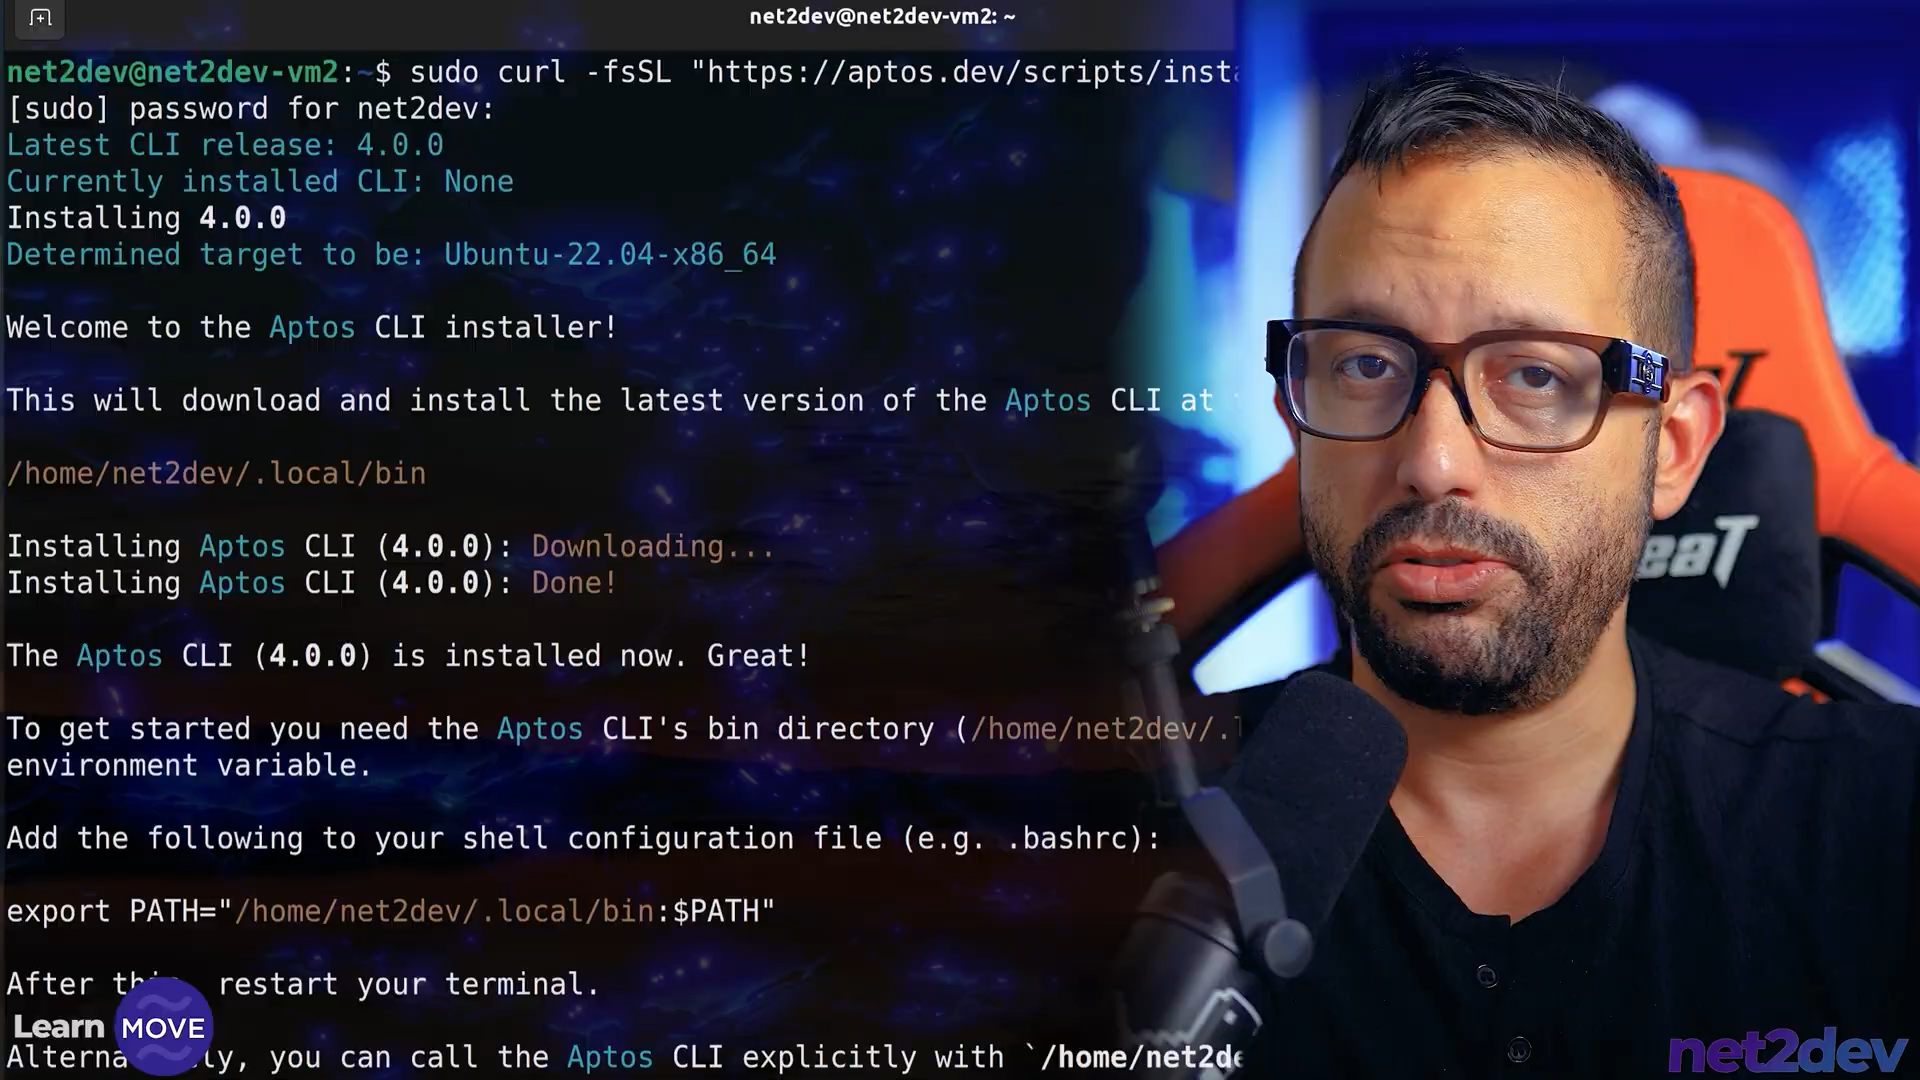 net2dev@net2dev-vm2: ~
net2dev@net2dev-vm2:~$ sudo curl -fsSL "https://aptos.dev/scripts/inst
[sudo] password for net2dev:
Latest CLI release: 4.0.0
Currently installed CLI: None
Installing 4.0.0
Determined target to be: Ubuntu-22.04-x86_64
Welcome to the Aptos CLI installer!
This will download and install the latest version of the Aptos CLI at
/home/net2dev/.local/bin
Installing Aptos CLI (4.0.0): Downloading...
Installing Aptos CLI (4.0.0): Done!
The Aptos CLI (4.0.0) is installed now. Great!
To get started you need the Aptos CLI's bin directory (/home/net2dev/.
environment variable.
Add the following to your shell configuration file (e.g. .bashrc):
export PATH="/home/net2dev/.local/bin:$PATH"
After restart your terminal.
you can call the Aptos CLI explicitly with `/home/net2de
Learn MOVE
net2dev